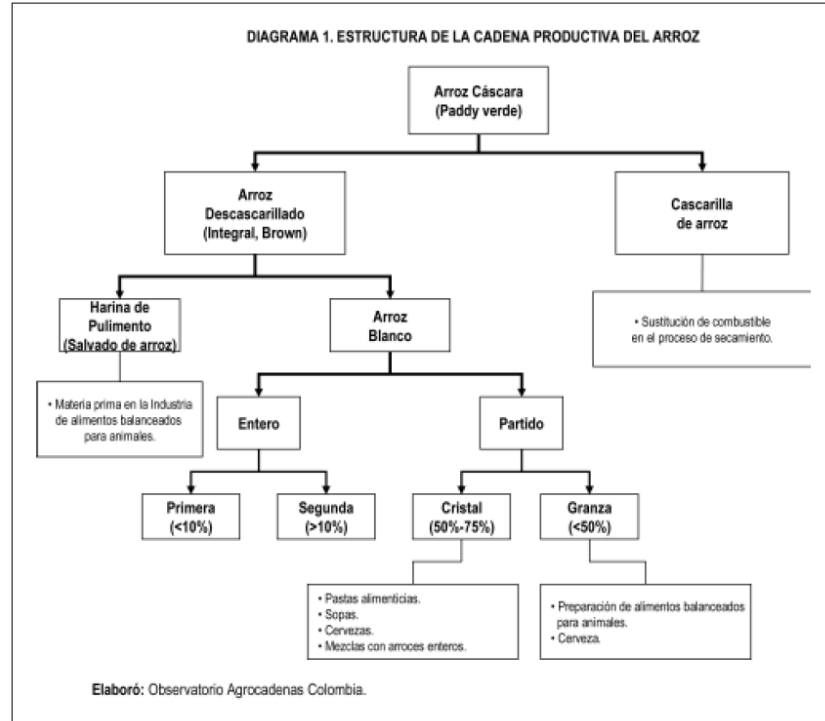 DIAGRAMA 1. ESTRUCTURA DE LA CADENA PRODUCTIVA DEL ARROZ
Arroz Cáscara
(Paddy verde)
Arroz
Descascarillado
(Integral, Brown)
Cascarilla
de arroz
Harina de
Pulimento
(Salvado de arroz)
Arroz
Blanco
• Sustitución de combustible
en el proceso de secamiento.
• Materia prima en la Industria
de alimentos balanceados
para animales.
Entero
Partido
Primera
(<10%)
Segunda
(>10%)
Cristal
(50%-75%)
Granza
(<50%)
• Pastas alimenticias.
• Sopas.
• Cervezas.
• Mezclas con arroces enteros.
• Preparación de alimentos balanceados
para animales.
• Cerveza.
Elaboró: Observatorio Agrocadenas Colombia.